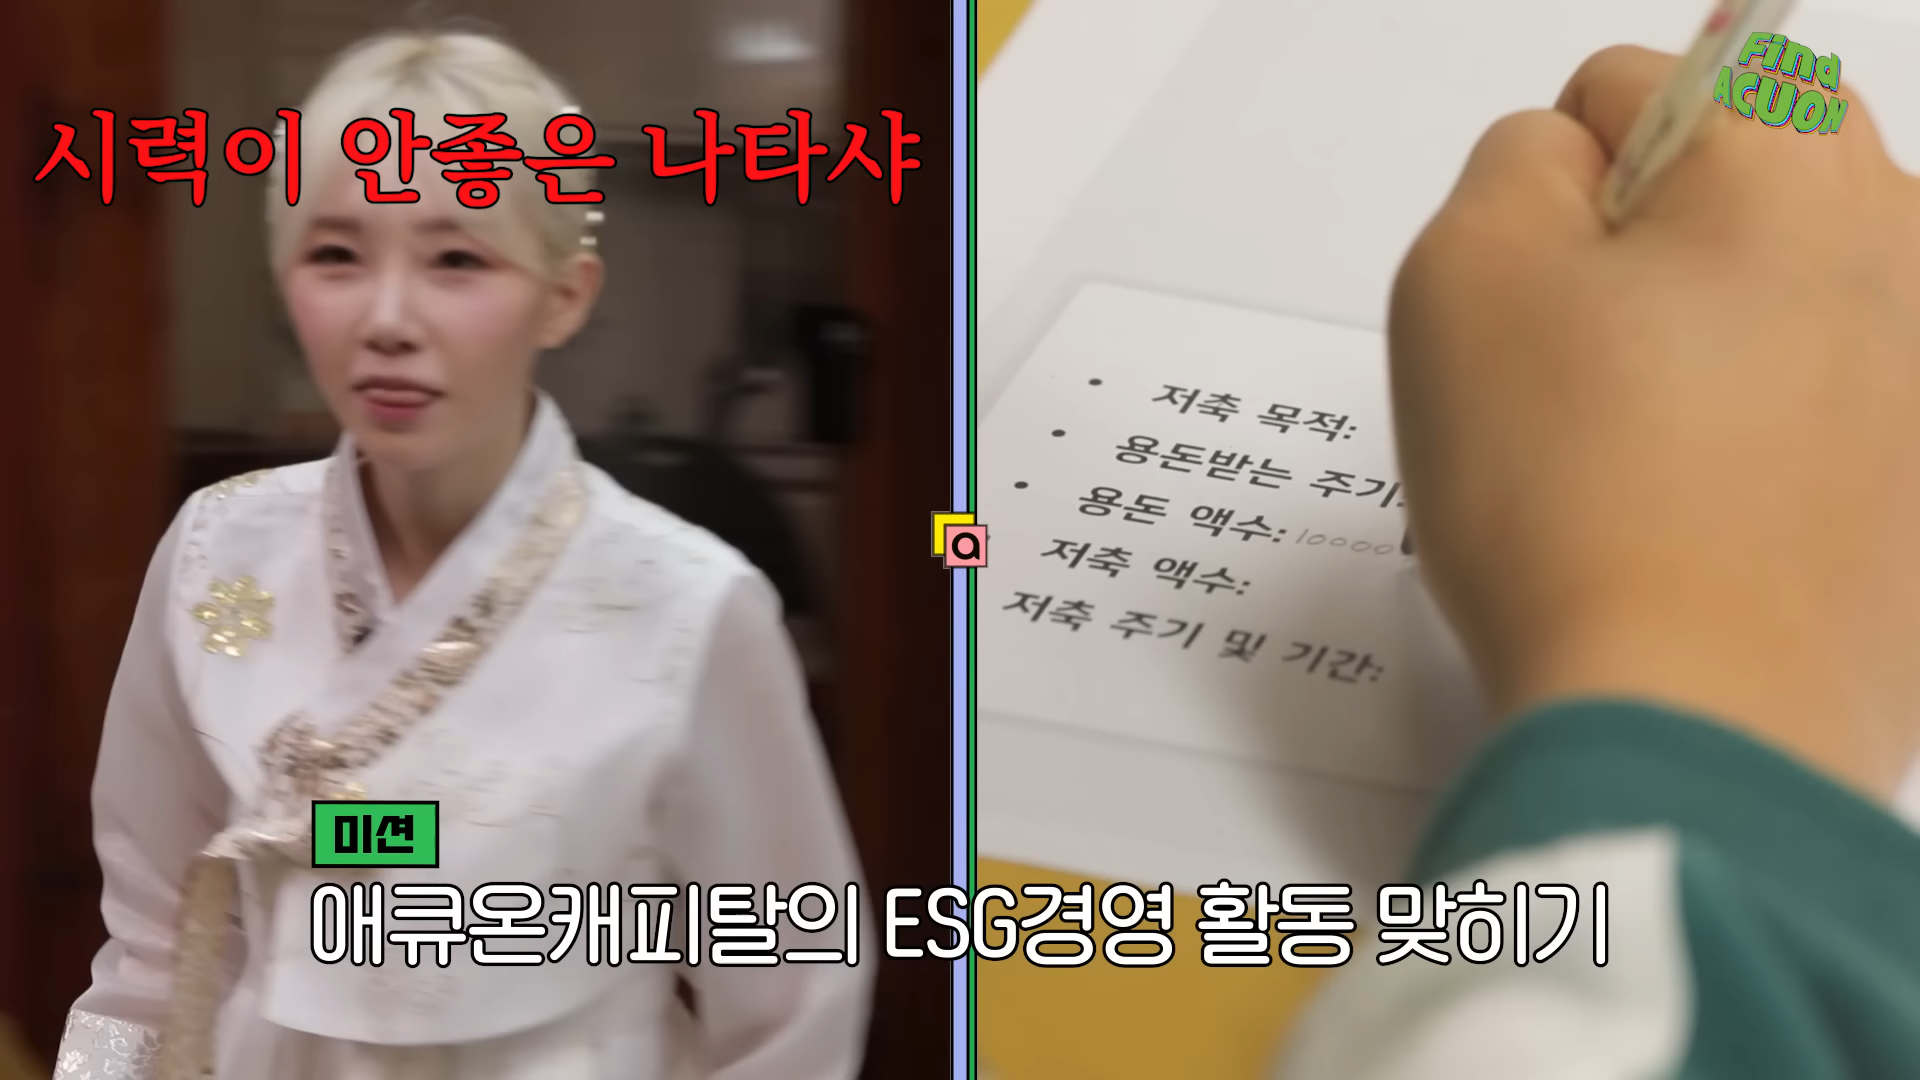 시력이 안좋은 나타샤
Find
ACUON
• 저축 목적:
• 용돈받는 주기:
• 용돈 액수: 10000
저축 액수:
저축 주기 및 기간:
a
미션
애큐온캐피탈의 ESG경영 활동 맞히기